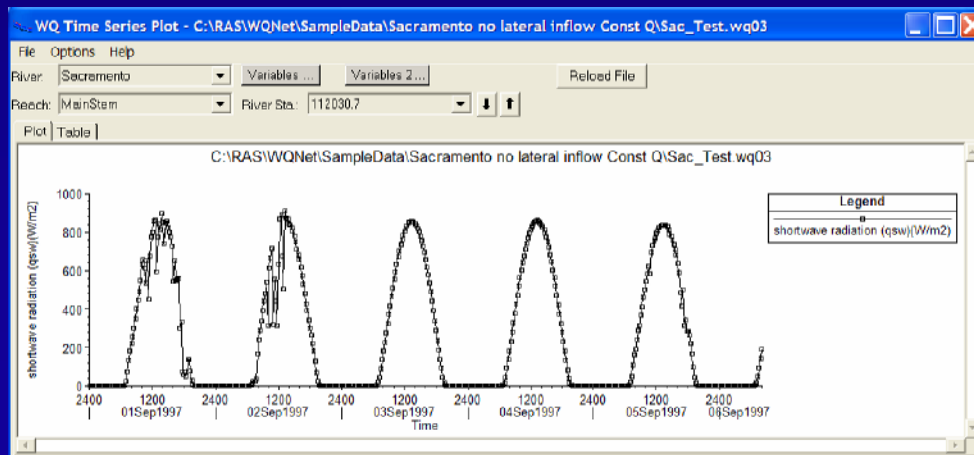 WQ Time Series Plot - C:\RAS\WQNet\SampleData\Sacramento no lateral inflow Const Q\Sac_Test.wq03
File Options Help
River: Sacramento Variables ... Variables 2... Reload File
Reach: MainStem River Sta.: 112030.7
Plot Table
C:\RAS\WQNet\SampleData\Sacramento no lateral inflow Const Q\Sac_Test.wq03
Legend
shortwave radiation (qsw)(W/m2)
shortwave radiation (qsw)(W/m2)
1000
800
600
400
200
0
2400 1200 2400 1200 2400 1200 2400 1200 2400 1200 2400
01Sep1997 02Sep1997 03Sep1997 04Sep1997 05Sep1997 06Sep1997
Time